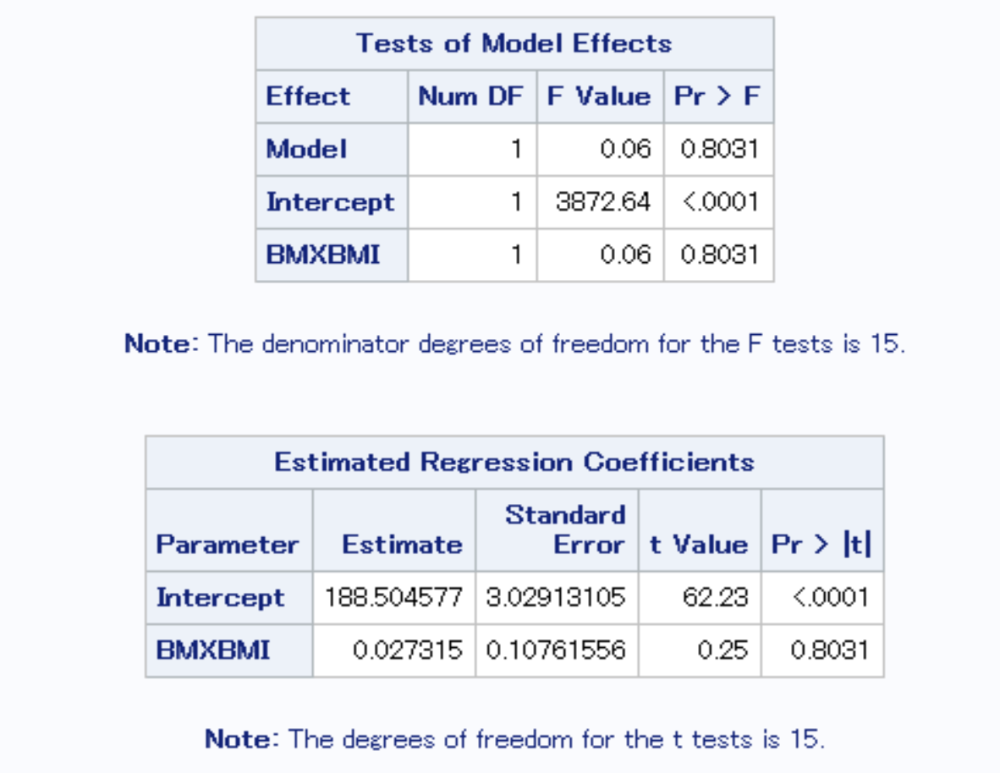 Tests of Model Effects
Effect Num DF F Value Pr > F
Model 1 0.06 0.8031
Intercept 1 3872.64 <.0001
BMXBMI 1 0.06 0.8031
Note: The denominator degrees of freedom for the F tests is 15.
Estimated Regression Coefficients
Parameter Estimate Standard Error t Value Pr > |t|
Intercept 188.504577 3.02913105 62.23 <.0001
BMXBMI 0.027315 0.10761556 0.25 0.8031
Note: The degrees of freedom for the t tests is 15.